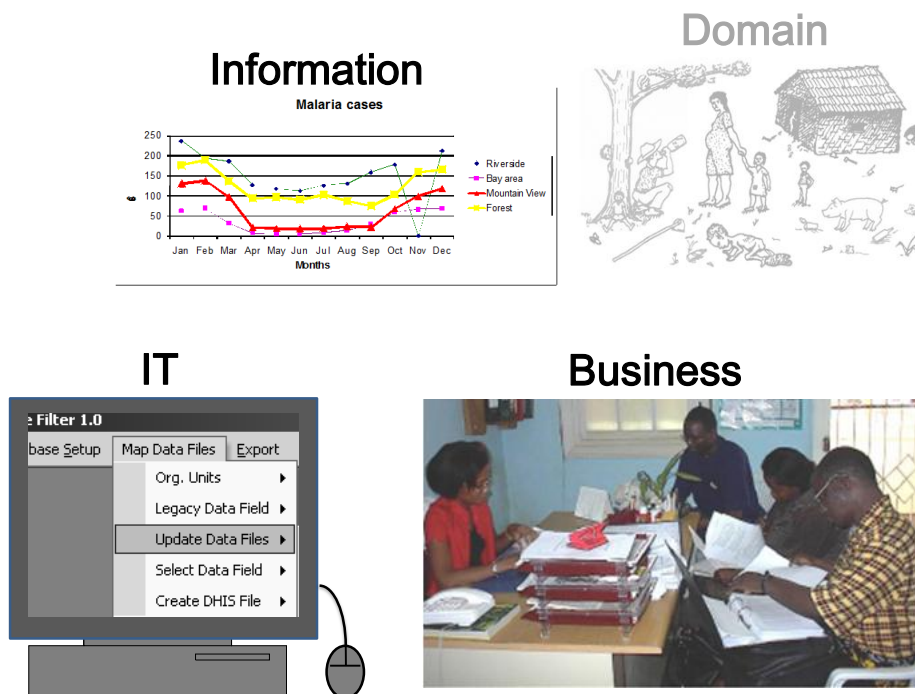 Domain
Information
Malaria cases
250
200
150
100
50
0
Riverside
Bay area
Mountain View
Forest
Jan Feb Mar Apr May Jun Jul Aug Sep Oct Nov Dec
Months
IT
Business
e Filter 1.0
base Setup Map Data Files Export
Org. Units
Legacy Data Field
Update Data Files
Select Data Field
Create DHIS File